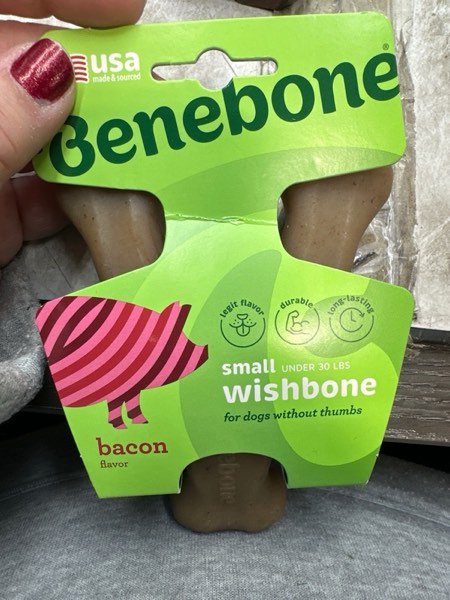 usa
made & sourced
Benebone®
legit flavor
durable
long-lasting
small UNDER 30 LBS
wishbone
for dogs without thumbs
bacon
flavor